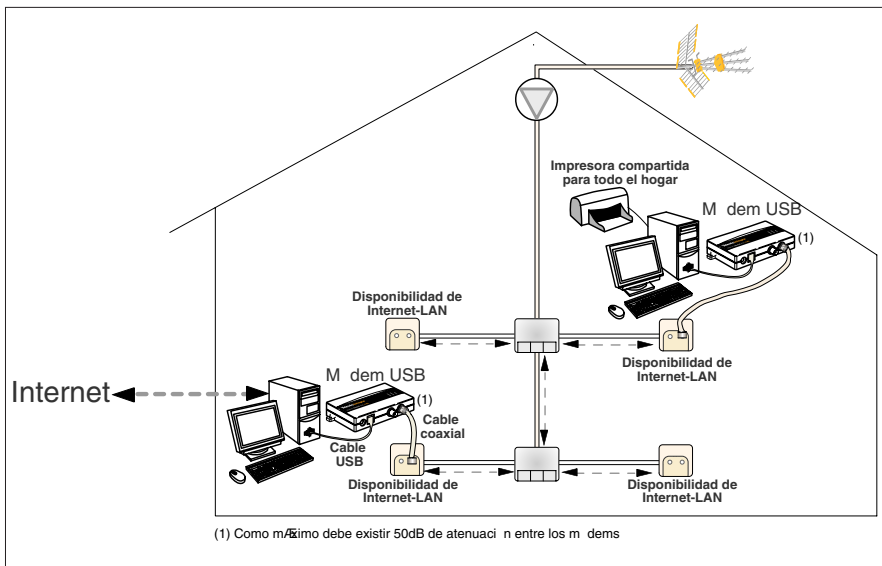 Impresora compartida
para todo el hogar
M dem USB
(1)
Disponibilidad de
Internet-LAN
Disponibilidad de
Internet-LAN
Internet
M dem USB
(1)
Cable
coaxial
Cable
USB
Disponibilidad de
Internet-LAN
Disponibilidad de
Internet-LAN
(1) Como mÆximo debe existir 50dB de atenuaci n entre los m dems